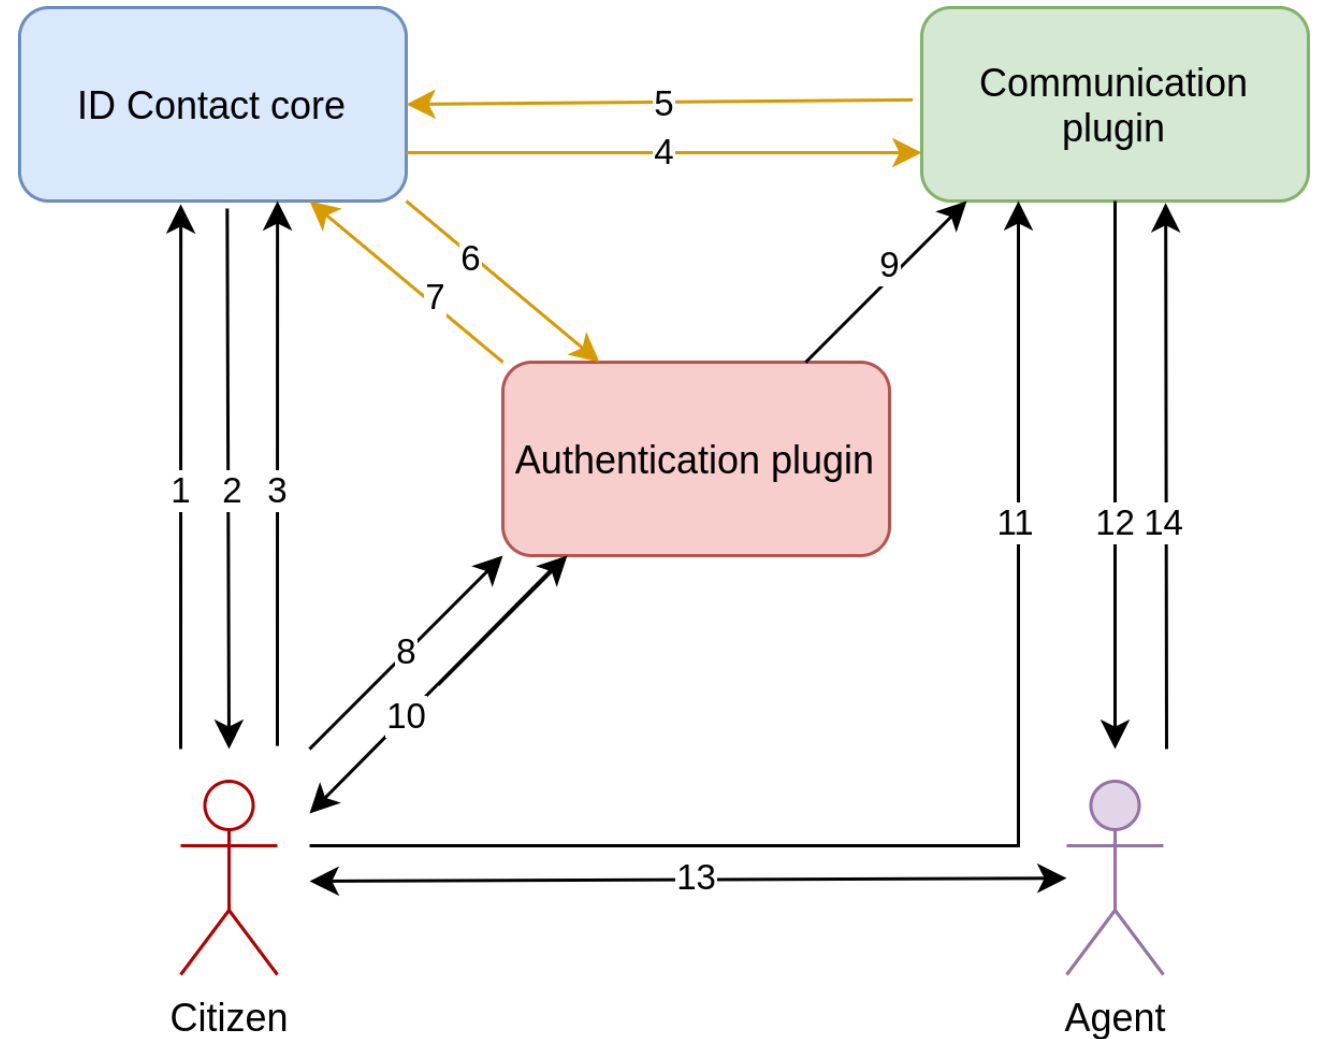 ID Contact core
Communication
plugin
5
4
6
7
9
Authentication plugin
1
2
3
11
12
14
8
10
13
Citizen
Agent